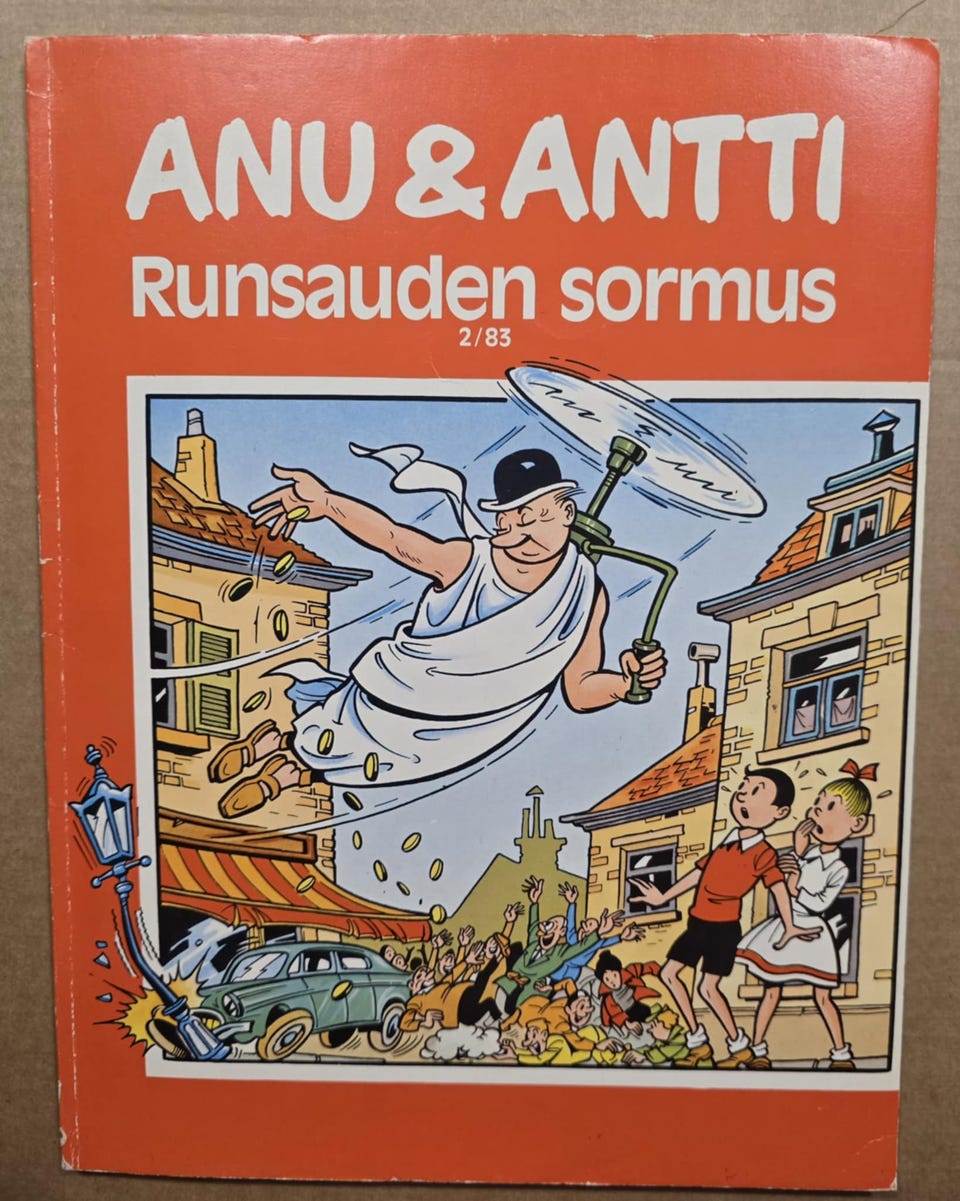 ANU & ANTTI
Runsauden sormus
2/83